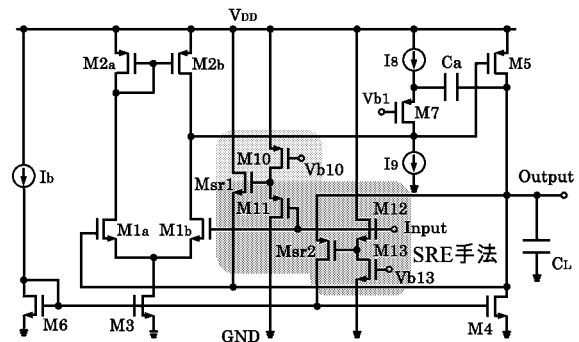 VDD
M2a
M2b
I8
Ca
M5
Vb1
M7
M10
Vb10
I9
Ib
Msr1
M11
Output
M12
M1a
M1b
Input
Msr2
M13
SRE手法
CL
Vb13
M6
M3
GND
M4